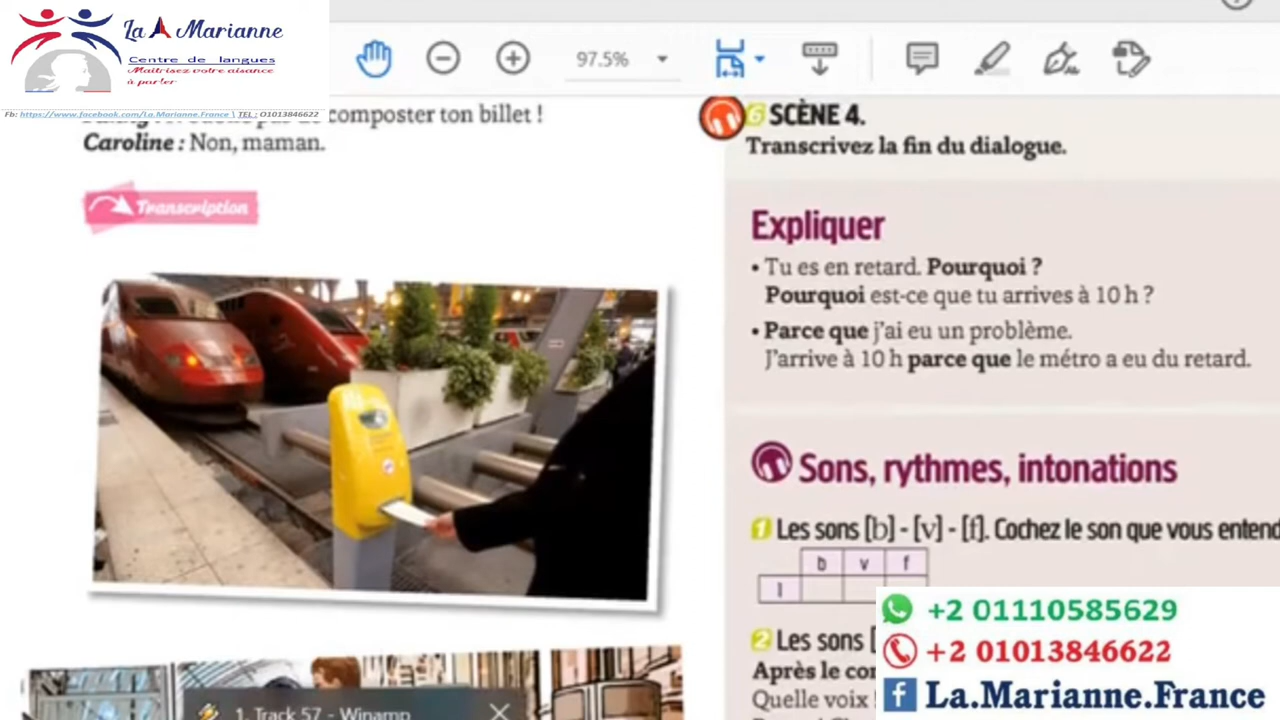 La Marianne
Centre de langues
Maîtrisez votre aisance
à parler
Fb: https://www.facebook.com/La.Marianne.France \ TEL : 01013846622
97.5%
composter ton billet !
Caroline : Non, maman.
Transcription
6 SCÈNE 4.
Transcrivez la fin du dialogue.
Expliquer
• Tu es en retard. Pourquoi ?
Pourquoi est-ce que tu arrives à 10 h ?
• Parce que j'ai eu un problème.
J'arrive à 10 h parce que le métro a eu du retard.
Sons, rythmes, intonations
1 Les sons [b] - [v] - [f]. Cochez le son que vous entend
b v f
1
2 Les sons [
Après le co
Quelle voix
1. Track 57 - Winamp
+2 01110585629
+2 01013846622
La.Marianne.France